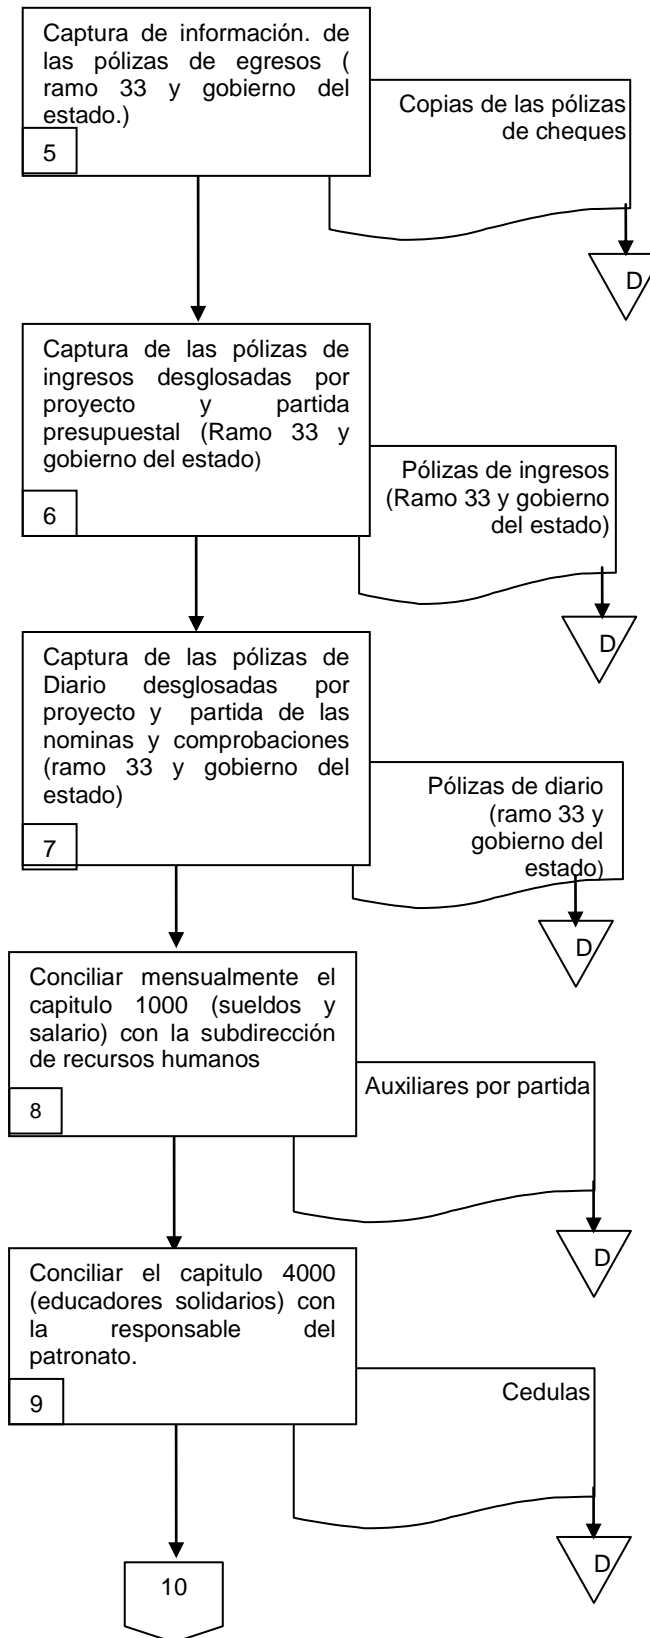 Captura de información. de
las pólizas de egresos (
ramo 33 y gobierno del
estado.)
5
Copias de las pólizas
de cheques
D
Captura de las pólizas de
ingresos desglosadas por
proyecto y partida
presupuestal (Ramo 33 y
gobierno del estado)
6
Pólizas de ingresos
(Ramo 33 y gobierno
del estado)
D
Captura de las pólizas de
Diario desglosadas por
proyecto y partida de las
nominas y comprobaciones
(ramo 33 y gobierno del
estado)
7
Pólizas de diario
(ramo 33 y
gobierno del
estado)
D
Conciliar mensualmente el
capitulo 1000 (sueldos y
salario) con la subdirección
de recursos humanos
8
Auxiliares por partida
D
Conciliar el capitulo 4000
(educadores solidarios) con
la responsable del
patronato.
9
Cedulas
D
10